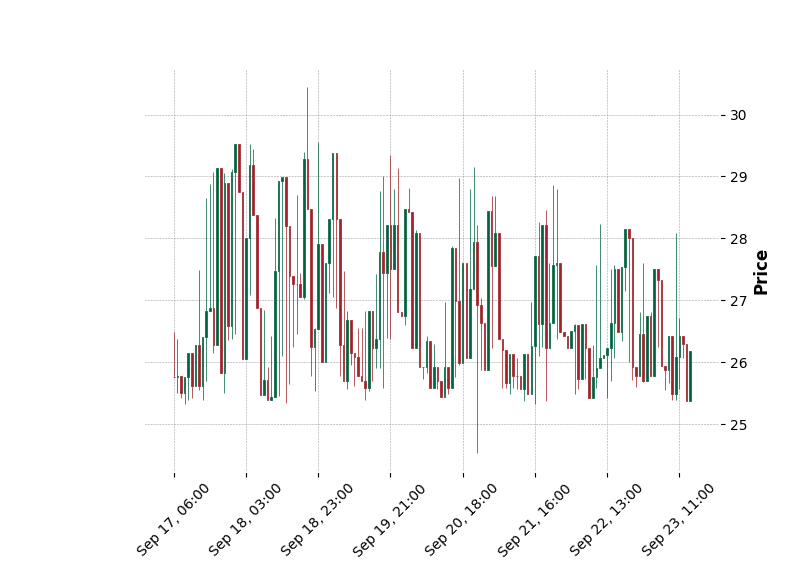 30
29
28
27
26
25
Price
Sep 17, 06:00
Sep 18, 03:00
Sep 18, 23:00
Sep 19, 21:00
Sep 20, 18:00
Sep 21, 16:00
Sep 22, 13:00
Sep 23, 11:00